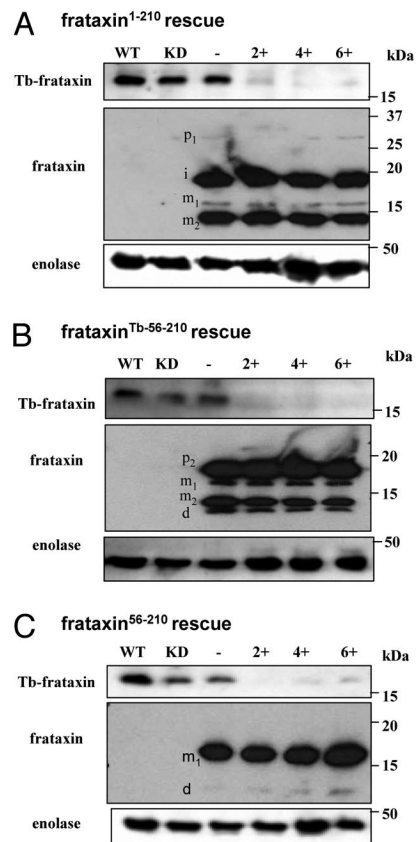 A frataxin¹⁻²¹⁰ rescue
WT KD - 2+ 4+ 6+ kDa
Tb-frataxin
15
37
p₁
frataxin
i
20
m₁
15
m₂
50
enolase
B frataxinᵀᵇ⁻⁵⁶⁻²¹⁰ rescue
WT KD - 2+ 4+ 6+ kDa
Tb-frataxin
15
20
p₂
frataxin
m₁
15
m₂
d
50
enolase
C frataxin⁵⁶⁻²¹⁰ rescue
WT KD - 2+ 4+ 6+ kDa
Tb-frataxin
15
20
frataxin
m₁
15
d
50
enolase